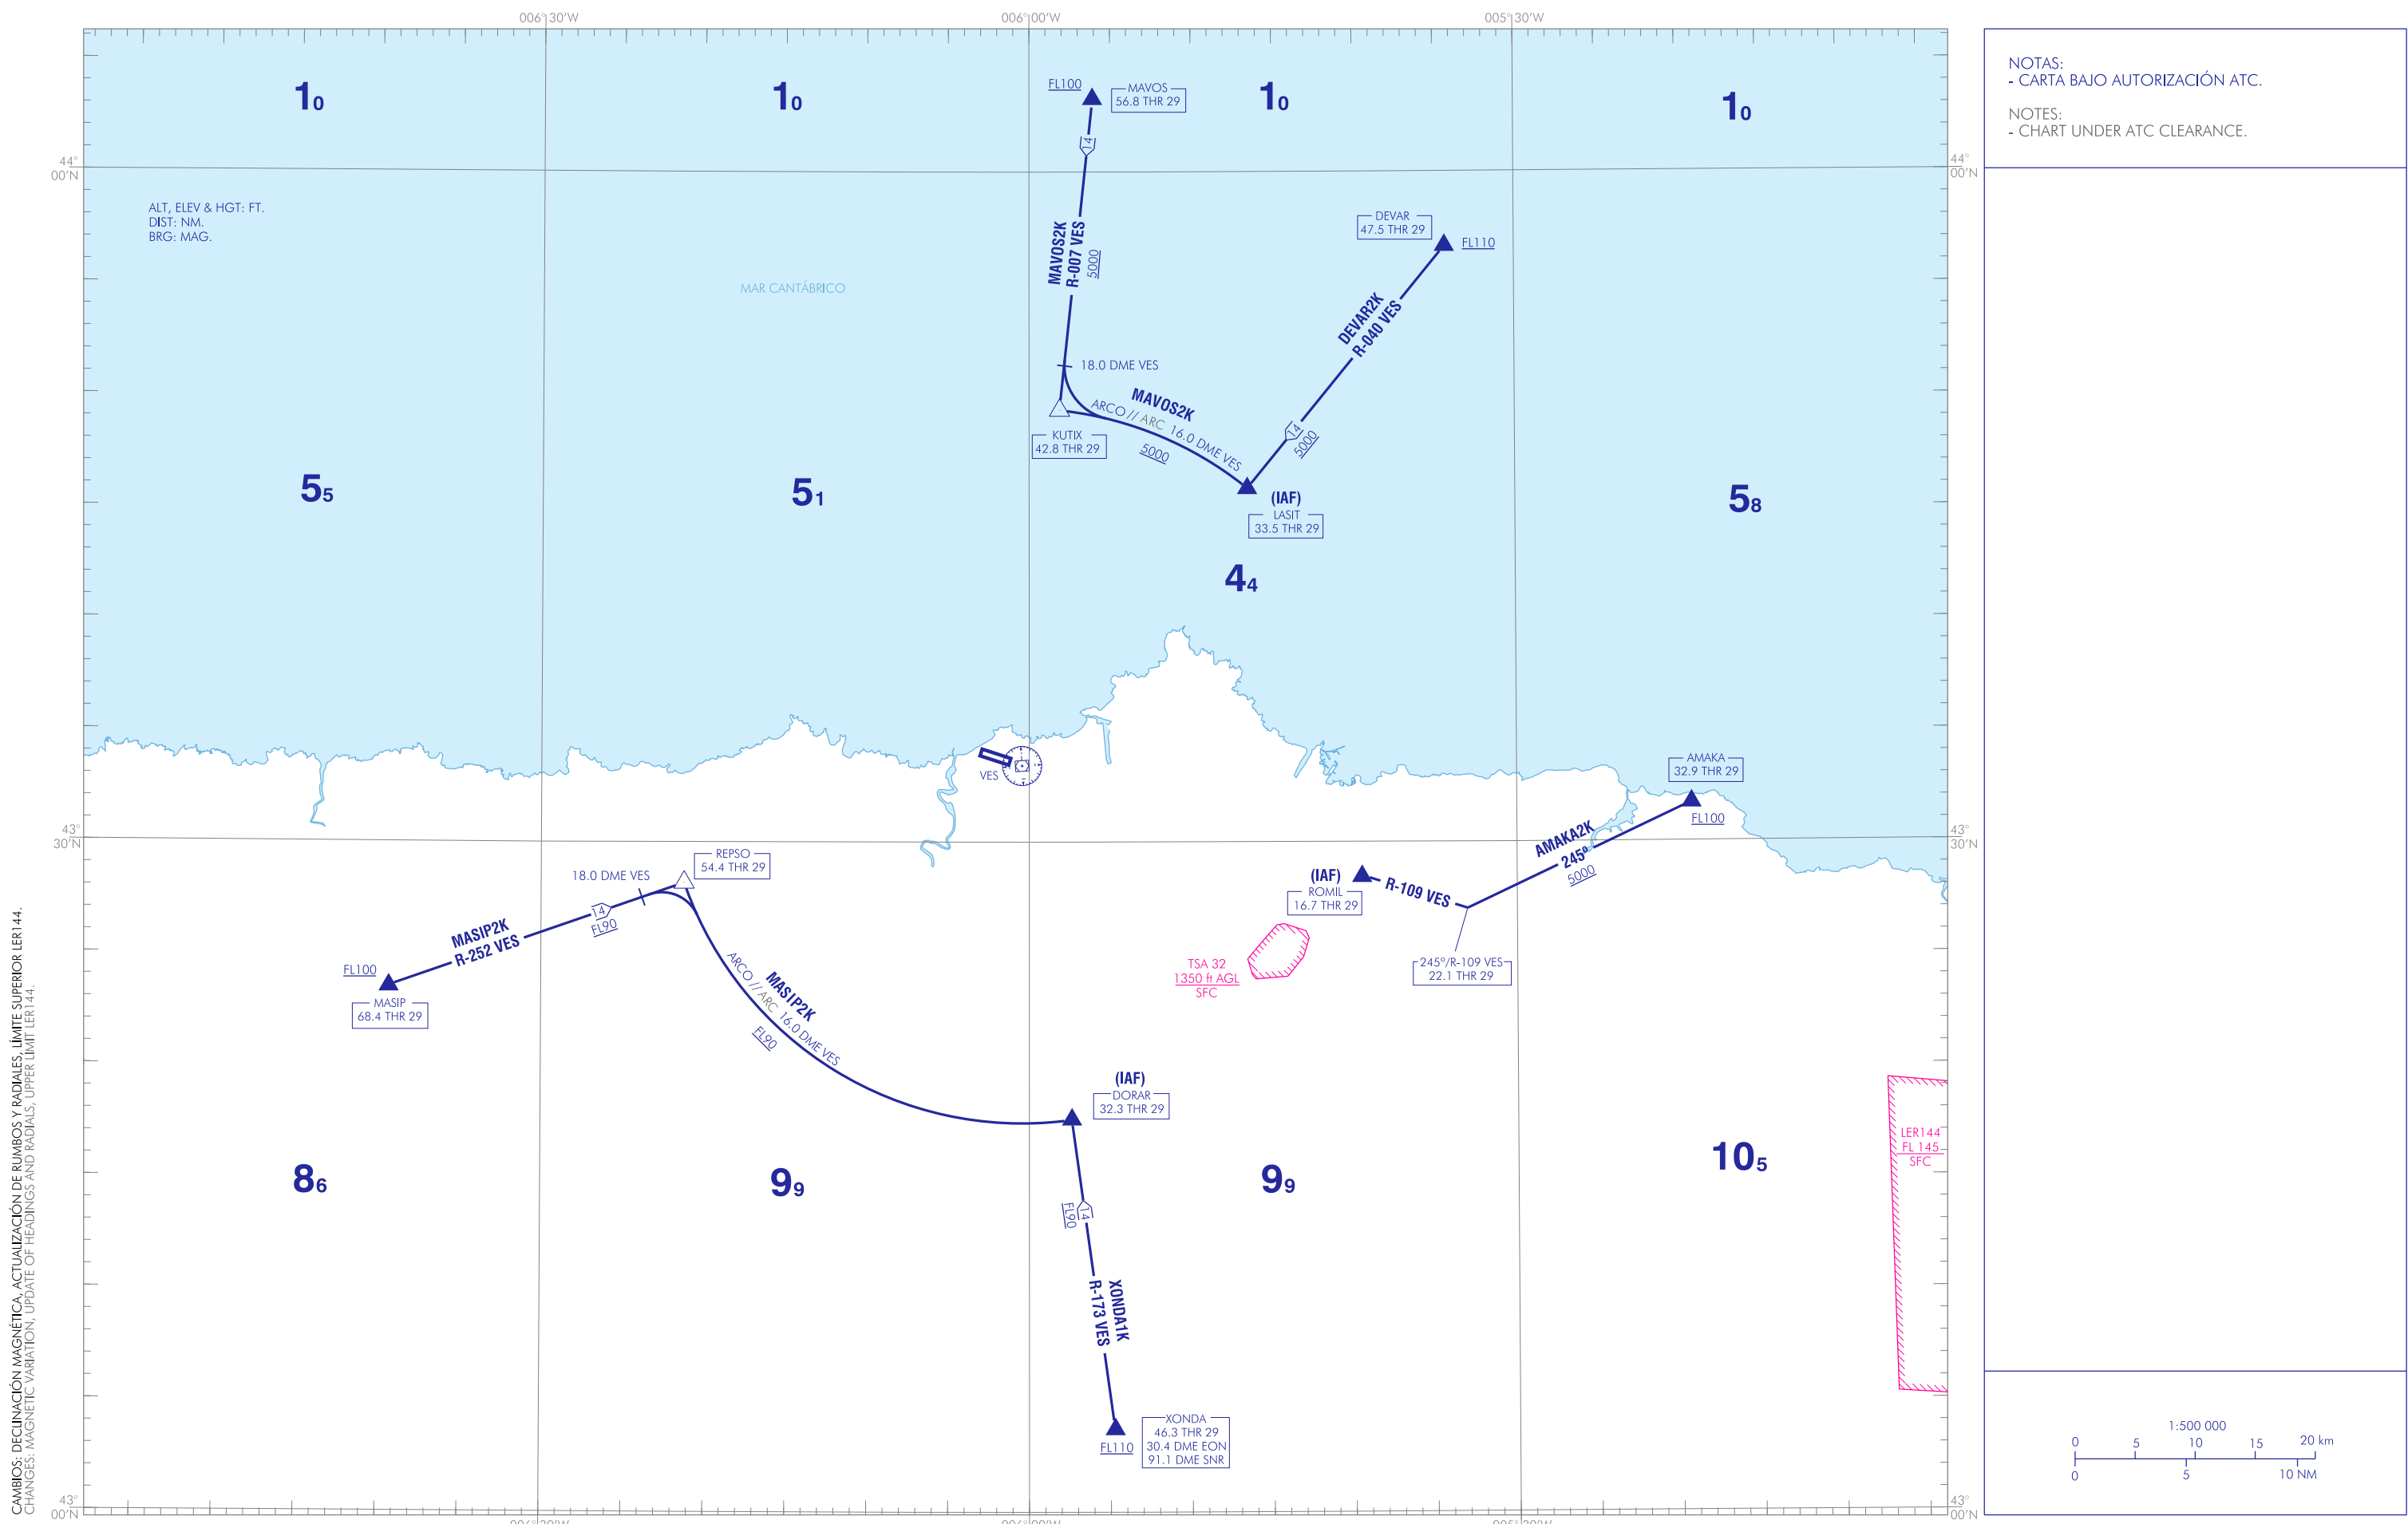 006°30'W
006°00'W
005°30'W
1₀
1₀
1₀
1₀
FL100
MAVOS
56.8 THR 29
14
44°
00'N
44°
00'N
ALT, ELEV & HGT: FT.
DIST: NM.
BRG: MAG.
MAR CANTÁBRICO
MAVOS2K
R-007 VES
5000
DEVAR
47.5 THR 29
FL110
DEVAR2K
R-040 VES
14
5000
18.0 DME VES
MAVOS2K
ARCO // ARC 16.0 DME VES
5000
KUTIX
42.8 THR 29
(IAF)
LASIT
33.5 THR 29
5₅
5₁
5₈
4₄
VES
AMAKA
32.9 THR 29
FL100
AMAKA2K
245º
5000
43°
30'N
43°
30'N
REPSO
54.4 THR 29
18.0 DME VES
14
FL90
MASIP2K
R-252 VES
FL100
MASIP
68.4 THR 29
(IAF)
ROMIL
16.7 THR 29
R-109 VES
245º/R-109 VES
22.1 THR 29
TSA 32
1350 ft AGL
SFC
MASIP2K
ARCO // ARC 16.0 DME VES
FL90
(IAF)
DORAR
32.3 THR 29
LER144
FL 145
SFC
8₆
9₉
9₉
10₅
14
FL90
XONDA1K
R-173 VES
FL110
XONDA
46.3 THR 29
30.4 DME EON
91.1 DME SNR
43°
00'N
43°
00'N
006°30'W
006°00'W
005°30'W
CAMBIOS: DECLINACIÓN MAGNÉTICA, ACTUALIZACIÓN DE RUMBOS Y RADIALES, LÍMITE SUPERIOR LER144.
CHANGES: MAGNETIC VARIATION, UPDATE OF HEADINGS AND RADIALS, UPPER LIMIT LER144.
NOTAS:
- CARTA BAJO AUTORIZACIÓN ATC.
NOTES:
- CHART UNDER ATC CLEARANCE.
1:500 000
0 5 10 15 20 km
0 5 10 NM